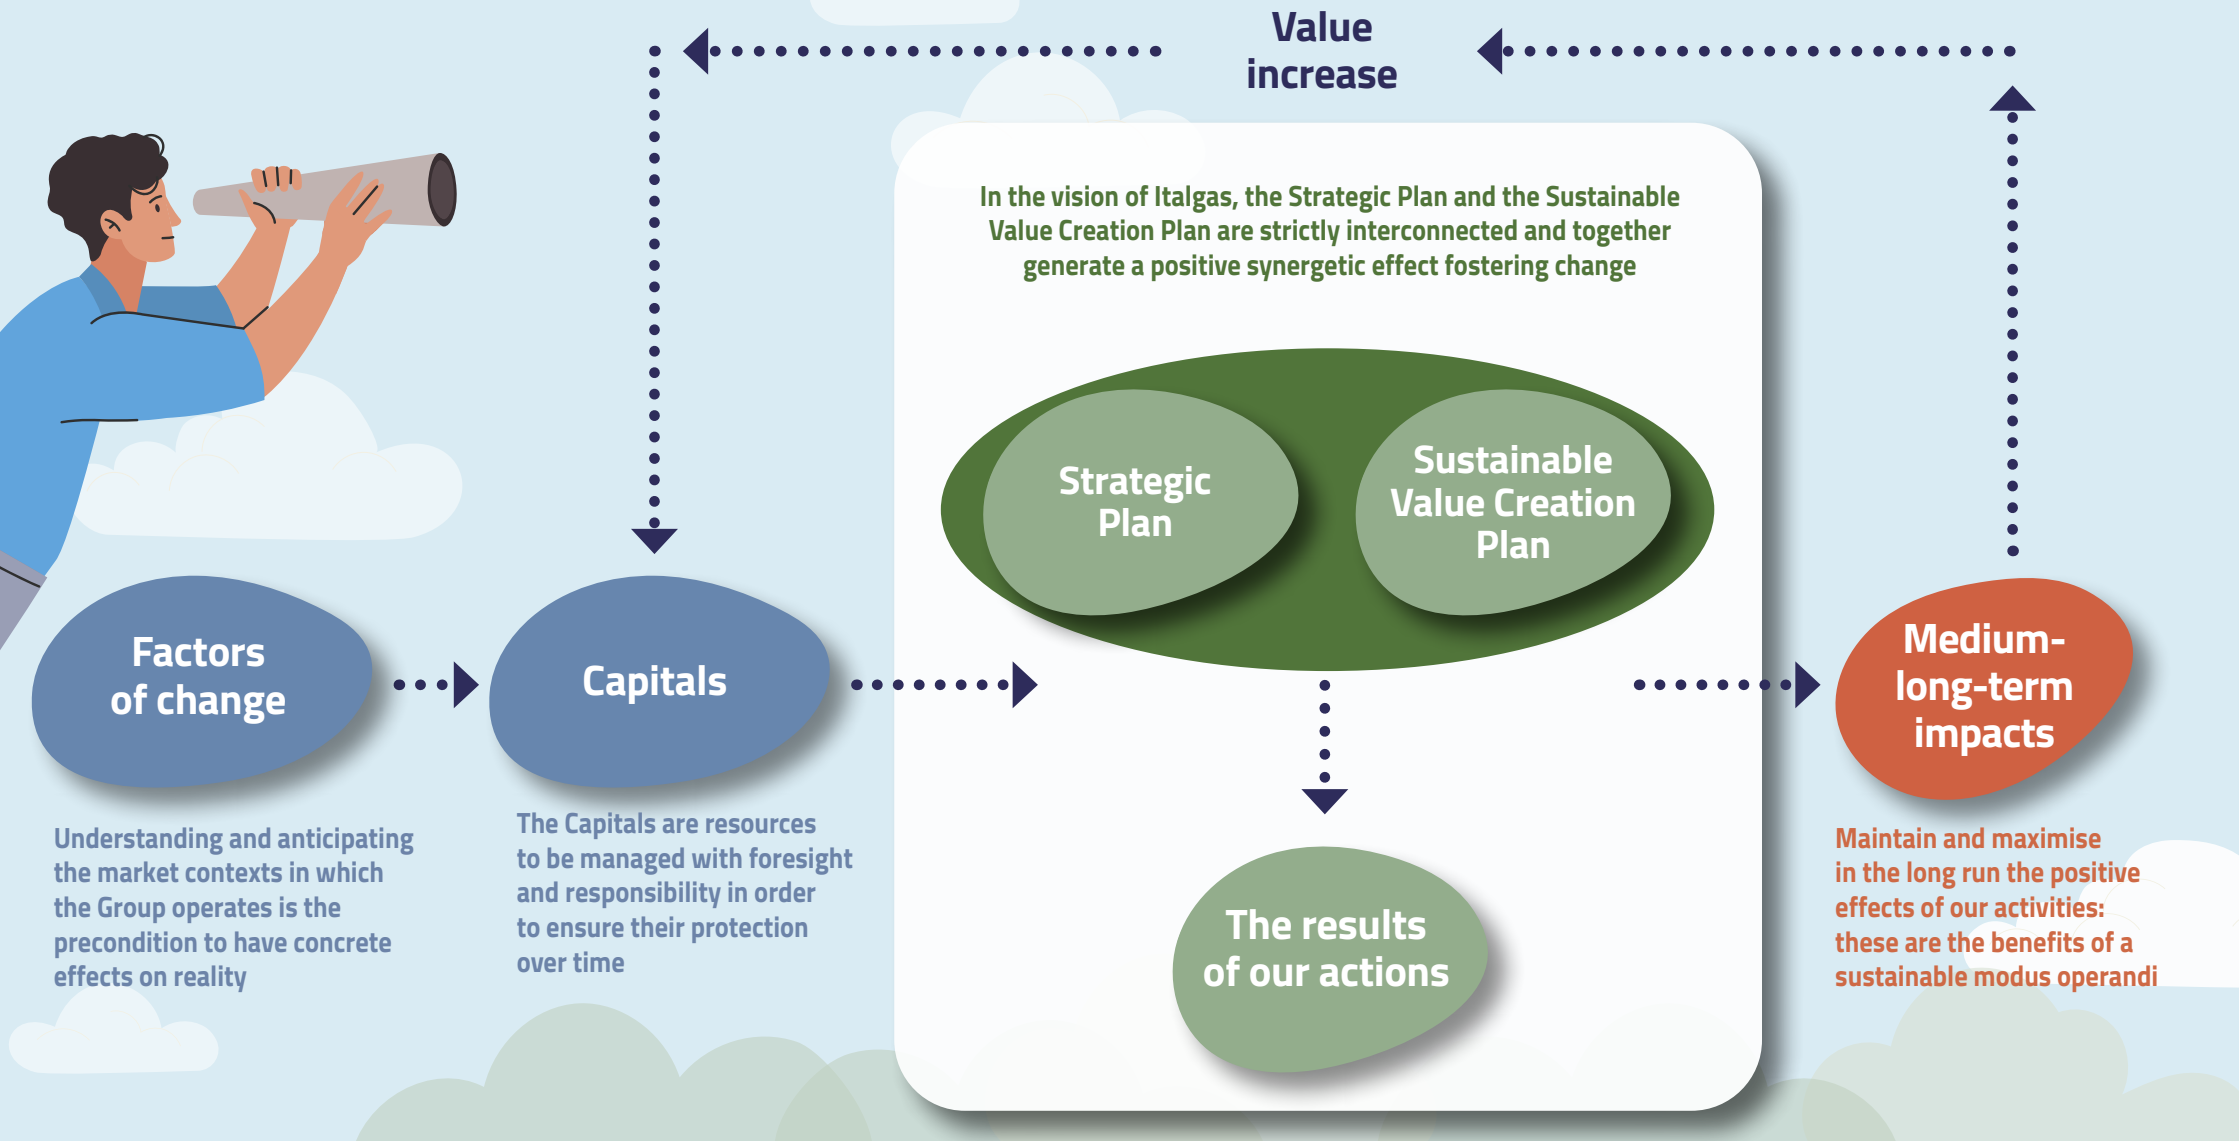 Value
increase
In the vision of Italgas, the Strategic Plan and the Sustainable
Value Creation Plan are strictly interconnected and together
generate a positive synergetic effect fostering change
Strategic
Plan
Sustainable
Value Creation
Plan
Factors
of change
Capitals
Medium-
long-term
impacts
Understanding and anticipating
the market contexts in which
the Group operates is the
precondition to have concrete
effects on reality
The Capitals are resources
to be managed with foresight
and responsibility in order
to ensure their protection
over time
The results
of our actions
Maintain and maximise
in the long run the positive
effects of our activities:
these are the benefits of a
sustainable modus operandi